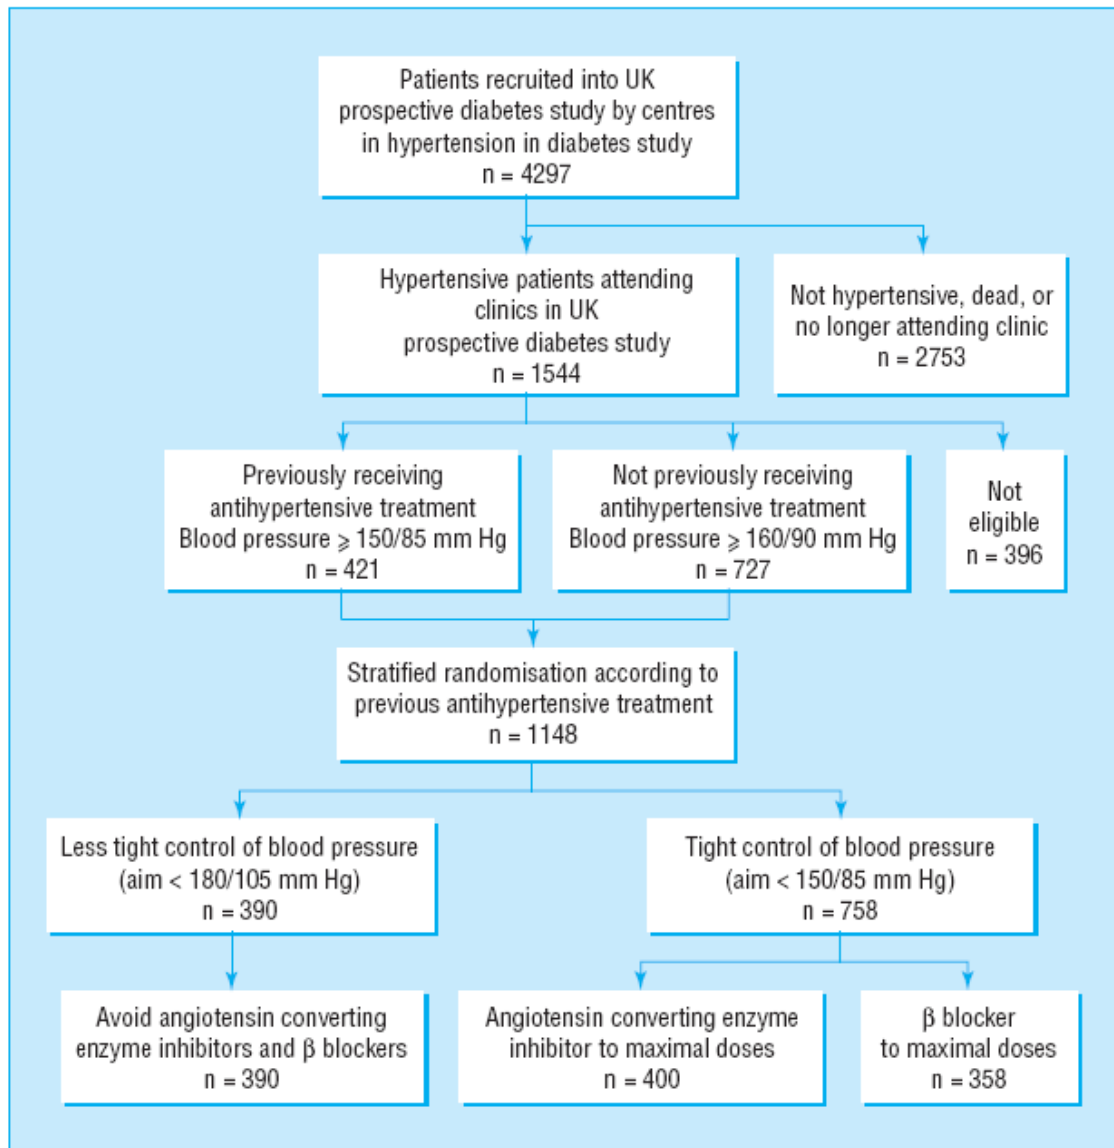 Patients recruited into UK
prospective diabetes study by centres
in hypertension in diabetes study
n = 4297
Hypertensive patients attending
clinics in UK
prospective diabetes study
n = 1544
Not hypertensive, dead, or
no longer attending clinic
n = 2753
Previously receiving
antihypertensive treatment
Blood pressure ⩾ 150/85 mm Hg
n = 421
Not previously receiving
antihypertensive treatment
Blood pressure ⩾ 160/90 mm Hg
n = 727
Not
eligible
n = 396
Stratified randomisation according to
previous antihypertensive treatment
n = 1148
Less tight control of blood pressure
(aim < 180/105 mm Hg)
n = 390
Tight control of blood pressure
(aim < 150/85 mm Hg)
n = 758
Avoid angiotensin converting
enzyme inhibitors and β blockers
n = 390
Angiotensin converting enzyme
inhibitor to maximal doses
n = 400
β blocker
to maximal doses
n = 358